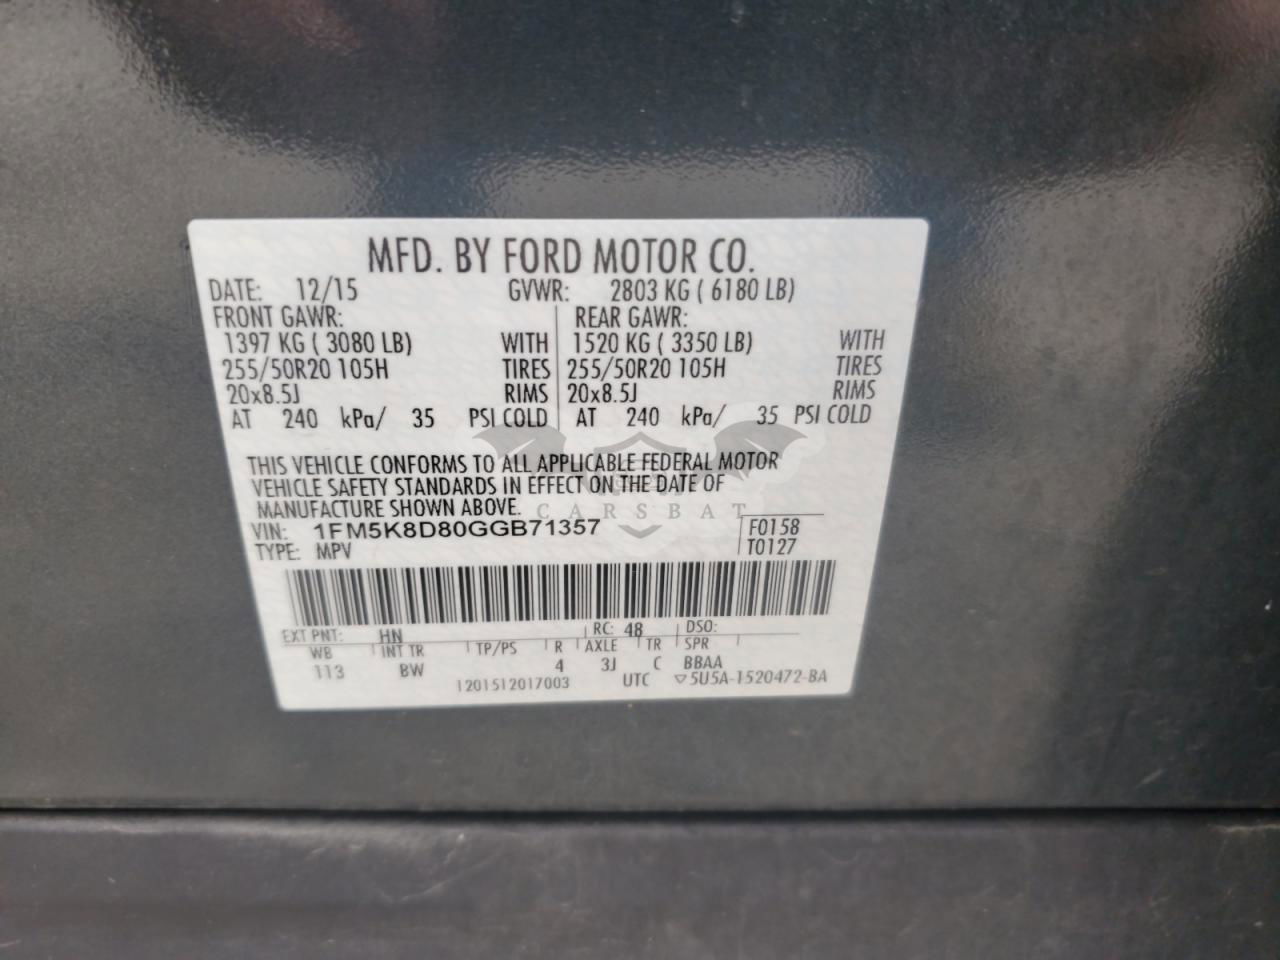 MFD. BY FORD MOTOR CO.
DATE: 12/15 GVWR: 2803 KG ( 6180 LB)
FRONT GAWR: REAR GAWR:
1397 KG ( 3080 LB) WITH 1520 KG ( 3350 LB) WITH
255/50R20 105H TIRES 255/50R20 105H TIRES
20x8.5J RIMS 20x8.5J RIMS
AT 240 kPa/ 35 PSI COLD AT 240 kPa/ 35 PSI COLD
THIS VEHICLE CONFORMS TO ALL APPLICABLE FEDERAL MOTOR
VEHICLE SAFETY STANDARDS IN EFFECT ON THE DATE OF
MANUFACTURE SHOWN ABOVE.
CARSBAT
VIN: 1FM5K8D80GGB71357 F0158
TYPE: MPV T0127
EXT PNT: HN RC: 48 DSO:
WB INT TR TP/PS R AXLE TR SPR
113 BW 4 3J C BBAA
1201512017003 UTC ▽5U5A-1520472-BA